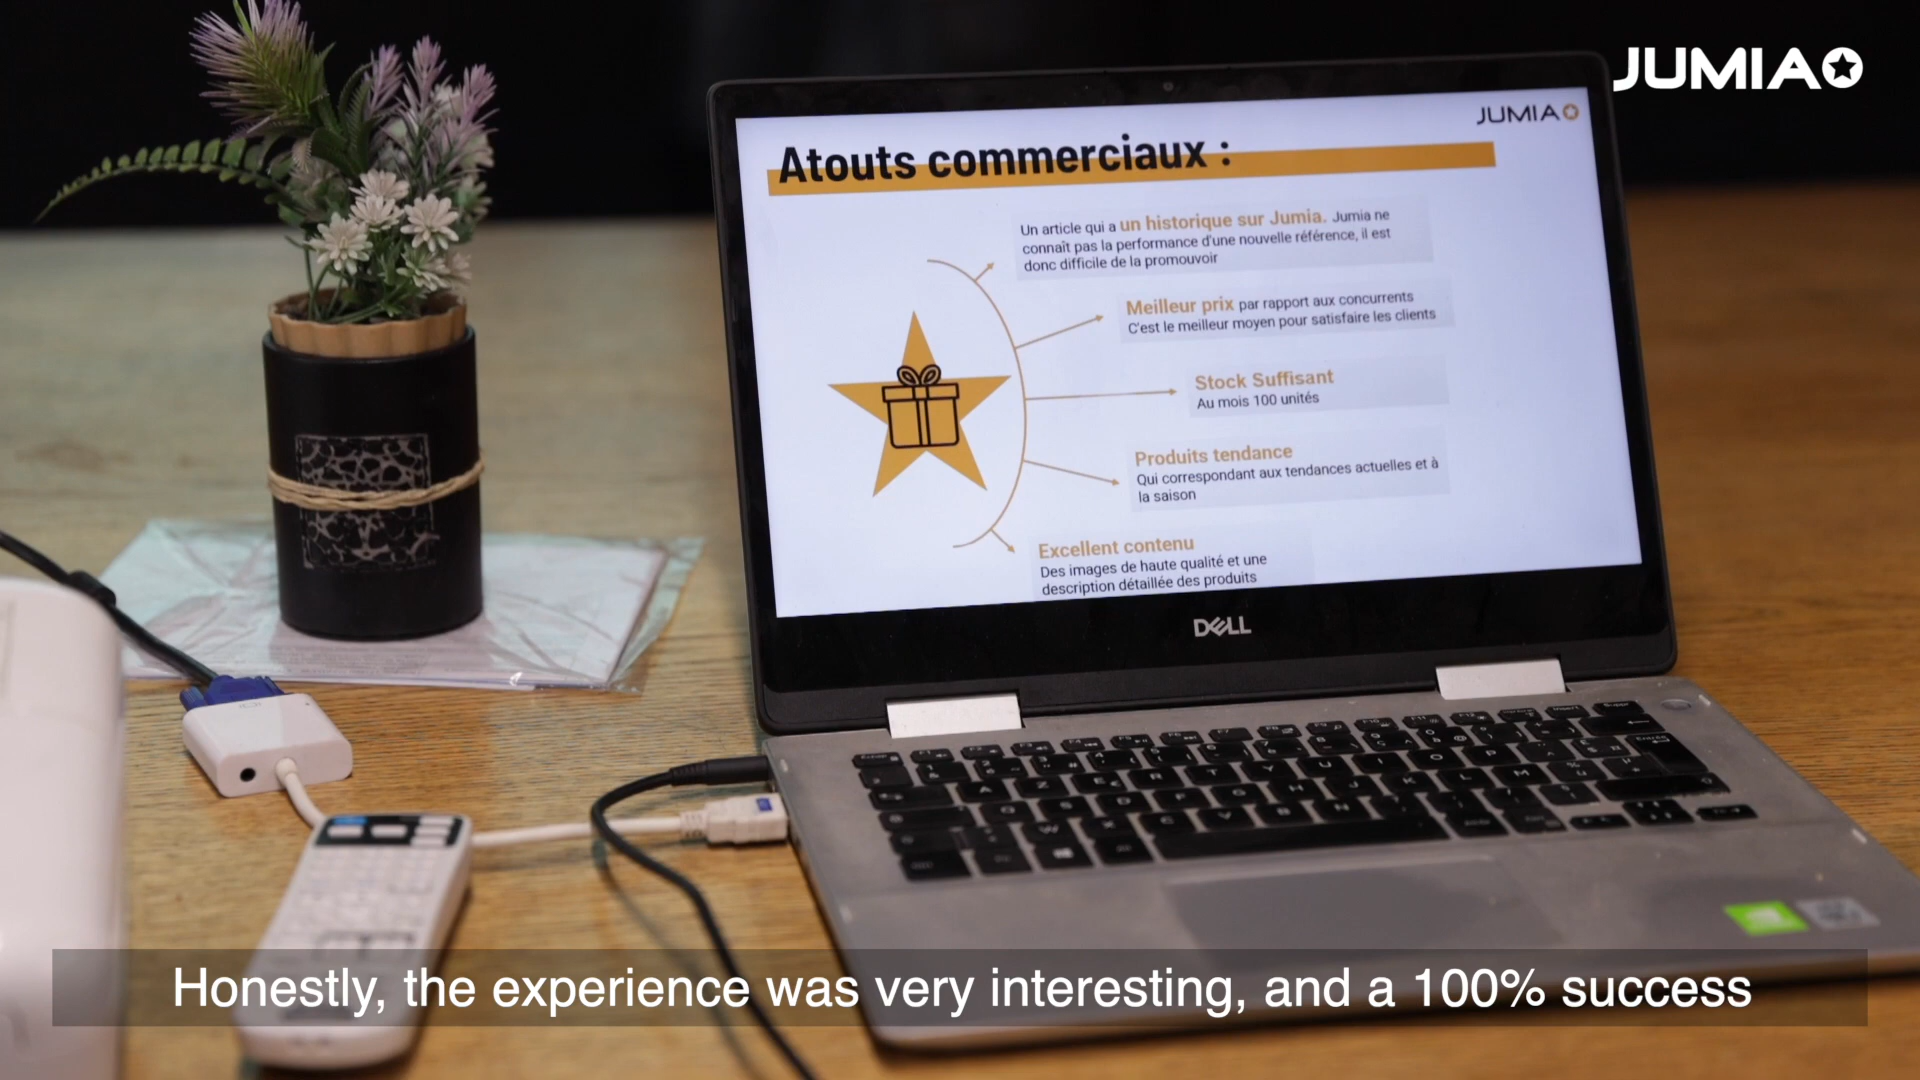 JUMIA
JUMIA
Atouts commerciaux :
Un article qui a un historique sur Jumia. Jumia ne
connaît pas la performance d'une nouvelle référence, il est
donc difficile de la promouvoir
Meilleur prix par rapport aux concurrents
C'est le meilleur moyen pour satisfaire les clients
Stock Suffisant
Au mois 100 unités
Produits tendance
Qui correspondant aux tendances actuelles et à
la saison
Excellent contenu
Des images de haute qualité et une
description détaillée des produits
DELL
Honestly, the experience was very interesting, and a 100% success